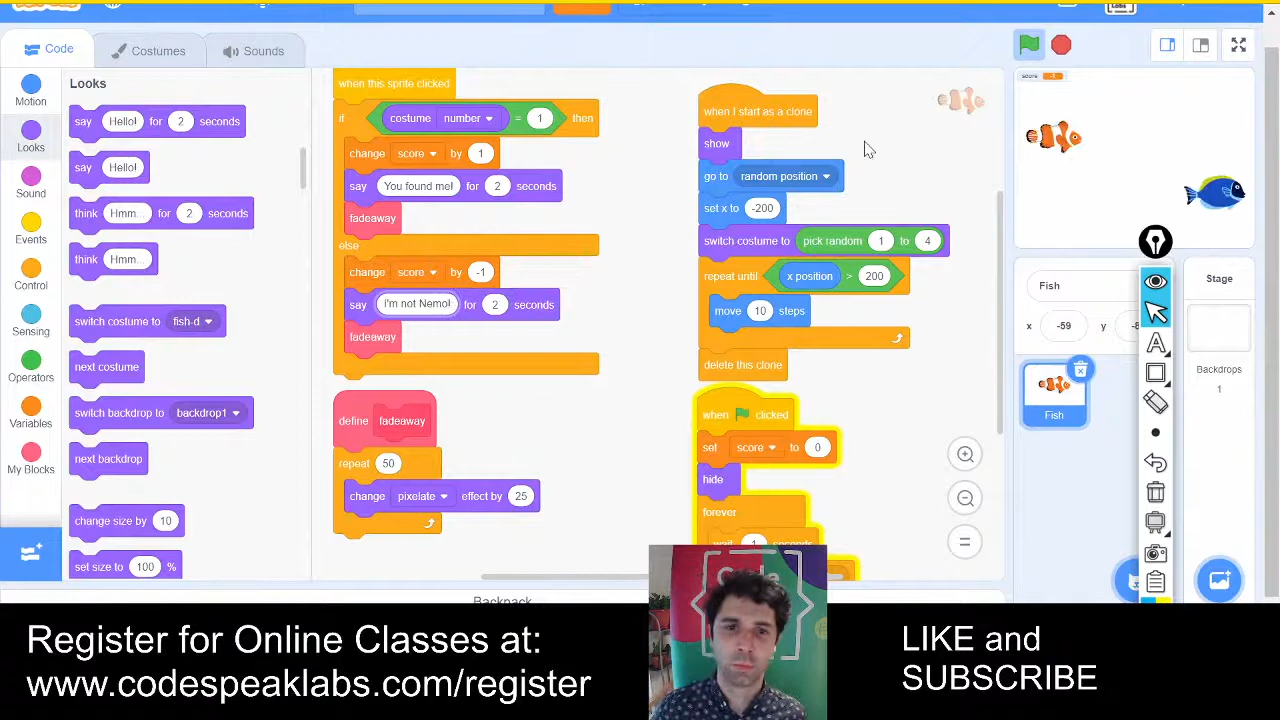 Code
Costumes
Sounds
Motion
Looks
Sound
Events
Control
Sensing
Operators
Variables
My Blocks
Looks
say Hello! for 2 seconds
say Hello!
think Hmm... for 2 seconds
think Hmm...
switch costume to fish-d
next costume
switch backdrop to backdrop1
next backdrop
change size by 10
set size to 100 %
when this sprite clicked
if costume number = 1 then
change score by 1
say You found me! for 2 seconds
fadeaway
else
change score by -1
say I'm not Nemo! for 2 seconds
fadeaway
define fadeaway
repeat 50
change pixelate effect by 25
when I start as a clone
show
go to random position
set x to -200
switch costume to pick random 1 to 4
repeat until x position > 200
move 10 steps
delete this clone
when clicked
set score to 0
hide
forever
wait 1 seconds
Backpack
score
Fish
x -59 y
Fish
Stage
Backdrops
1
A
Code
Register for Online Classes at:
www.codespeaklabs.com/register
LIKE and
SUBSCRIBE